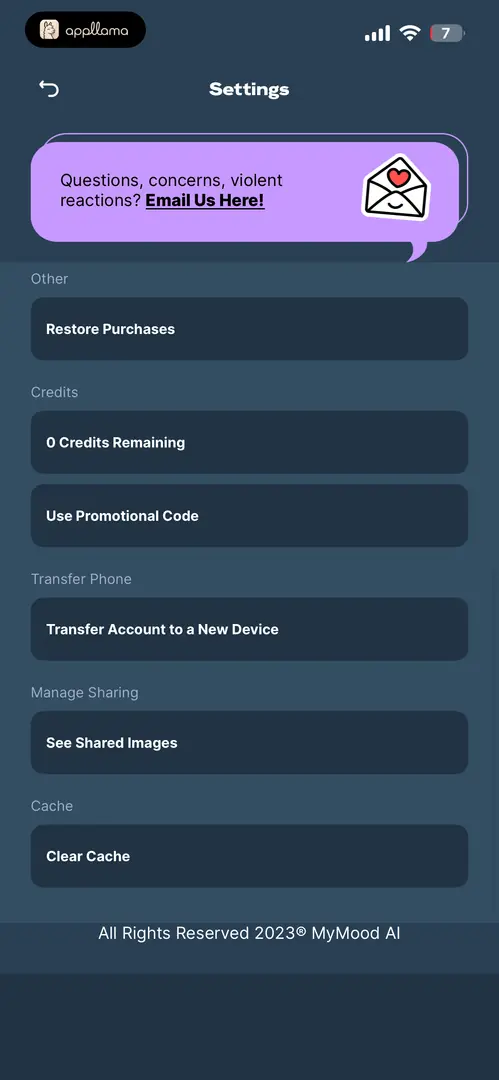 appllama
7
Settings
Questions, concerns, violent
reactions? Email Us Here!
Other
Restore Purchases
Credits
0 Credits Remaining
Use Promotional Code
Transfer Phone
Transfer Account to a New Device
Manage Sharing
See Shared Images
Cache
Clear Cache
All Rights Reserved 2023® MyMood AI